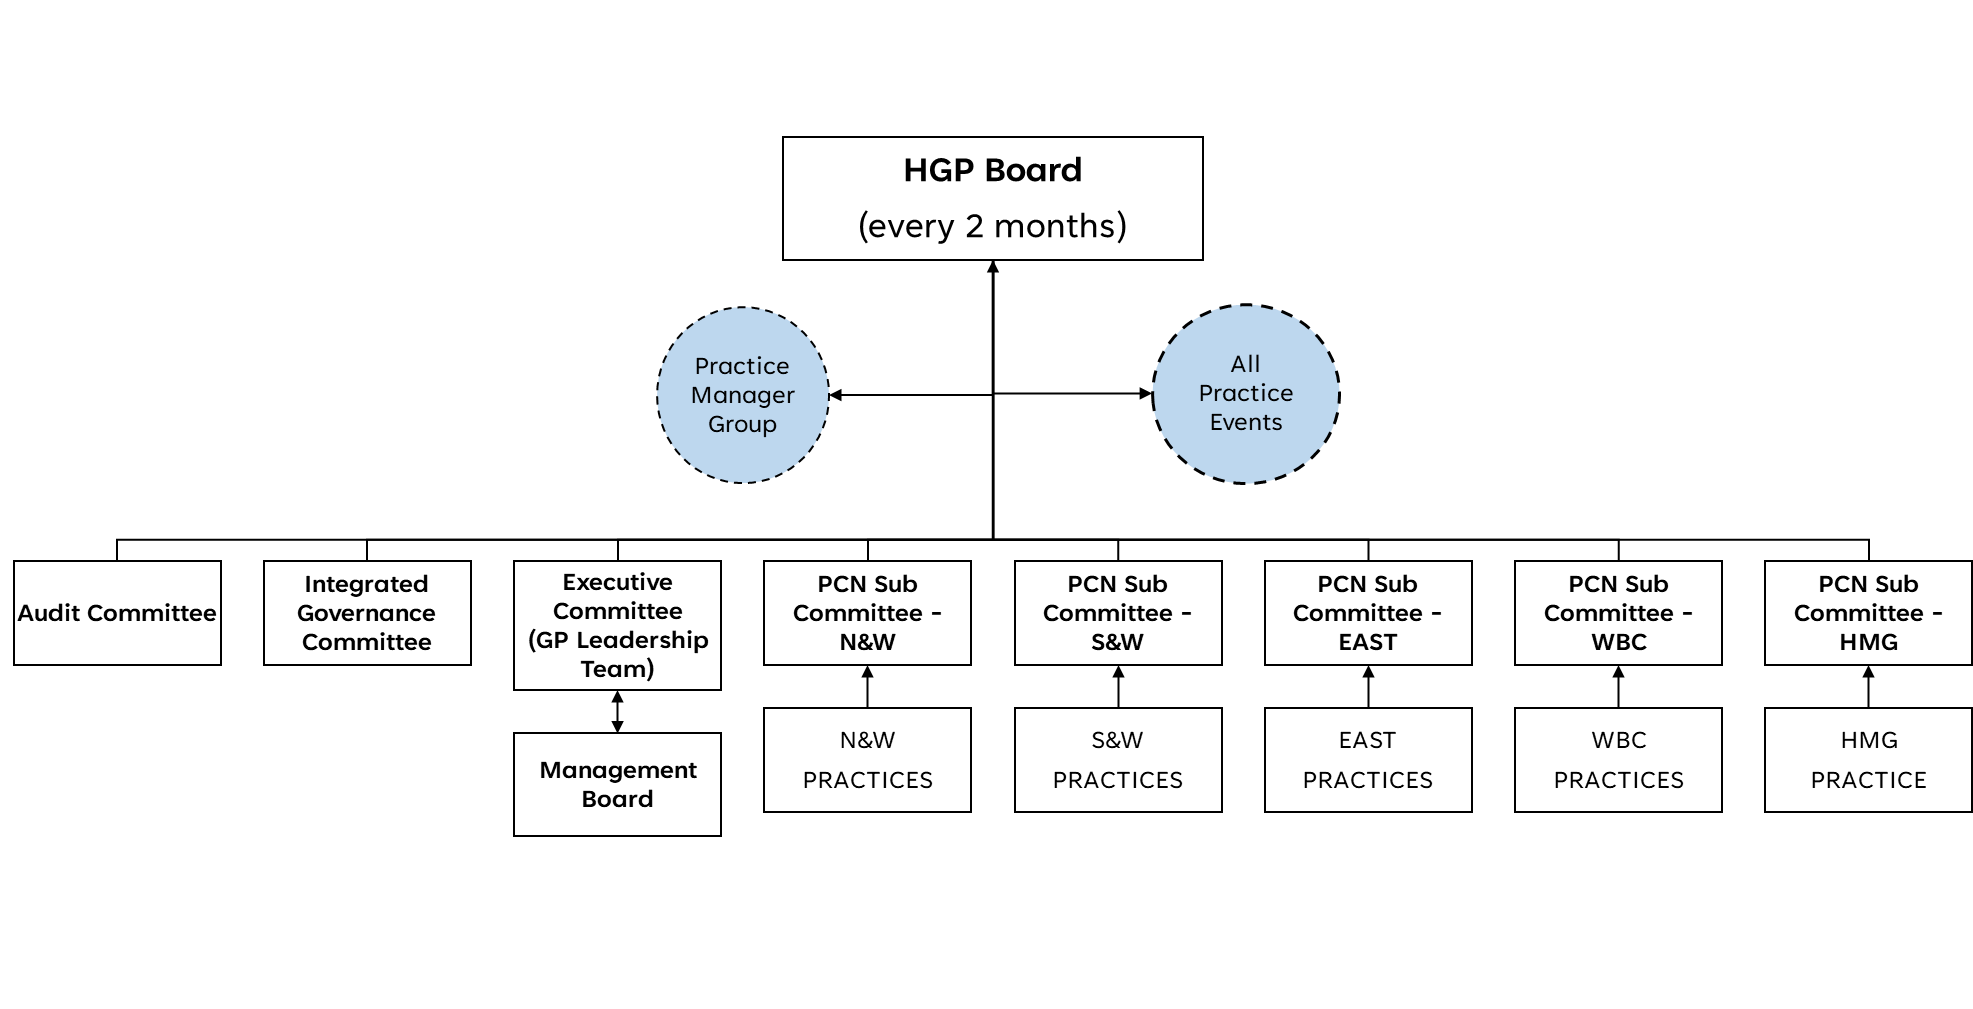 HGP Board
(every 2 months)
Practice
Manager
Group
All
Practice
Events
Audit Committee
Integrated
Governance
Committee
Executive
Committee
(GP Leadership
Team)
PCN Sub
Committee -
N&W
PCN Sub
Committee -
S&W
PCN Sub
Committee -
EAST
PCN Sub
Committee -
WBC
PCN Sub
Committee -
HMG
Management
Board
N&W
PRACTICES
S&W
PRACTICES
EAST
PRACTICES
WBC
PRACTICES
HMG
PRACTICE